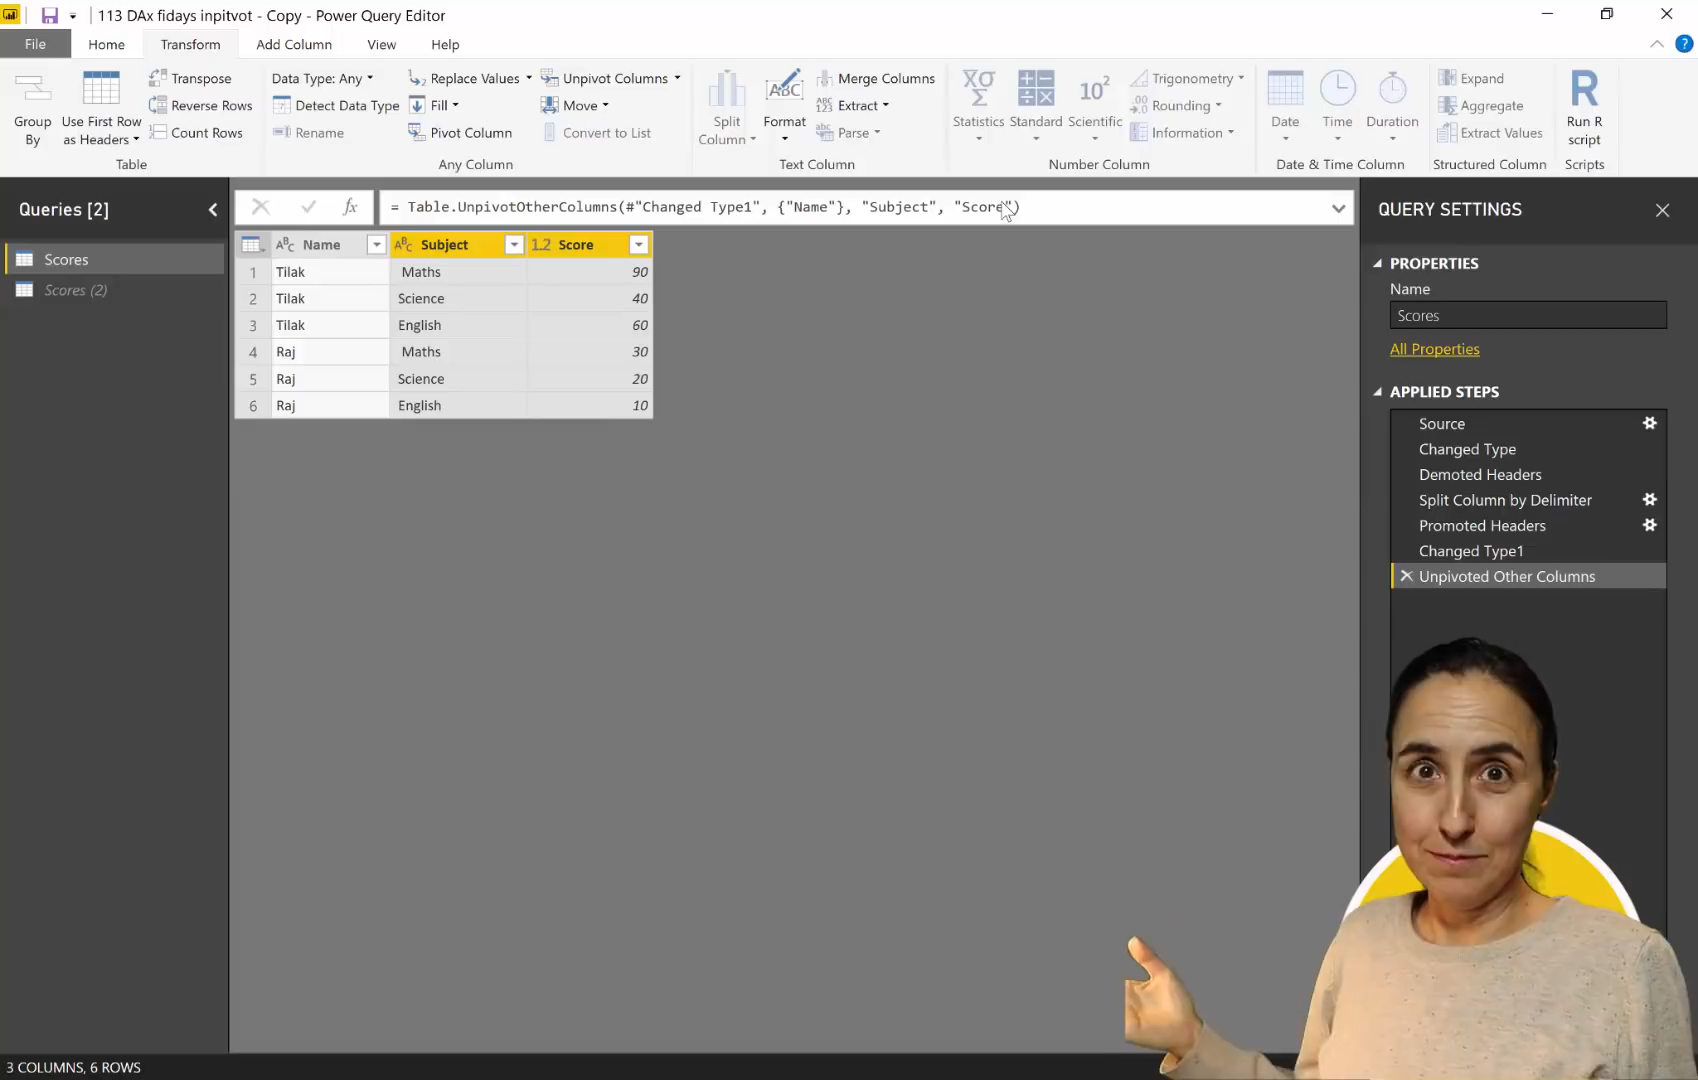 113 DAx fidays inpitvot - Copy - Power Query Editor
File Home Transform Add Column View Help
Group By
Use First Row as Headers
Transpose
Reverse Rows
Count Rows
Table
Data Type: Any
Detect Data Type
Rename
Replace Values
Fill
Pivot Column
Unpivot Columns
Move
Convert to List
Any Column
Split Column
Format
Merge Columns
Extract
Parse
Text Column
Statistics
Standard
Scientific
Trigonometry
Rounding
Information
Number Column
Date
Time
Duration
Date & Time Column
Expand
Aggregate
Extract Values
Structured Column
Run R script
Scripts
Queries [2]
Scores
Scores (2)
= Table.UnpivotOtherColumns(#"Changed Type1", {"Name"}, "Subject", "Score")
Name Subject 1.2 Score
1 Tilak Maths 90
2 Tilak Science 40
3 Tilak English 60
4 Raj Maths 30
5 Raj Science 20
6 Raj English 10
QUERY SETTINGS
PROPERTIES
Name
Scores
All Properties
APPLIED STEPS
Source
Changed Type
Demoted Headers
Split Column by Delimiter
Promoted Headers
Changed Type1
Unpivoted Other Columns
3 COLUMNS, 6 ROWS